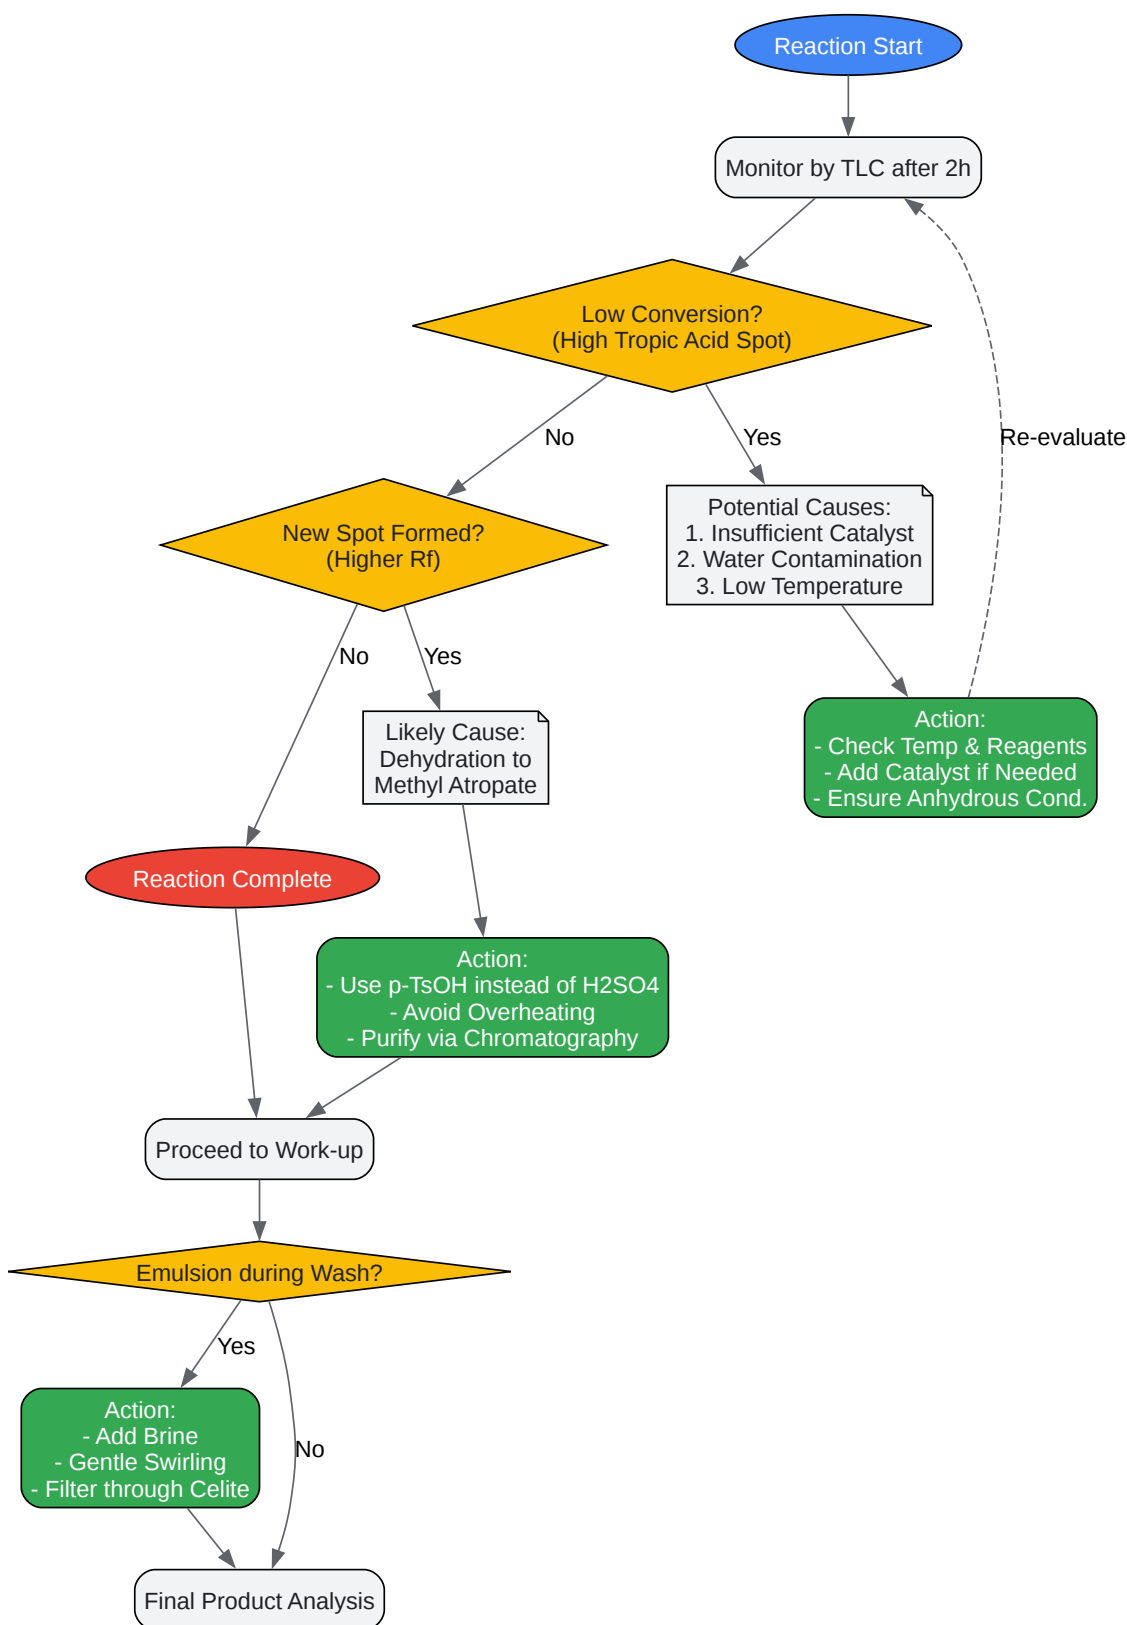 Reaction Start
Monitor by TLC after 2h
Low Conversion?
(High Tropic Acid Spot)
No
Yes
Re-evaluate
New Spot Formed?
(Higher Rf)
Potential Causes:
1. Insufficient Catalyst
2. Water Contamination
3. Low Temperature
No
Yes
Likely Cause:
Dehydration to
Methyl Atropate
Action:
- Check Temp & Reagents
- Add Catalyst if Needed
- Ensure Anhydrous Cond.
Reaction Complete
Action:
- Use p-TsOH instead of H2SO4
- Avoid Overheating
- Purify via Chromatography
Proceed to Work-up
Emulsion during Wash?
Yes
No
Action:
- Add Brine
- Gentle Swirling
- Filter through Celite
Final Product Analysis